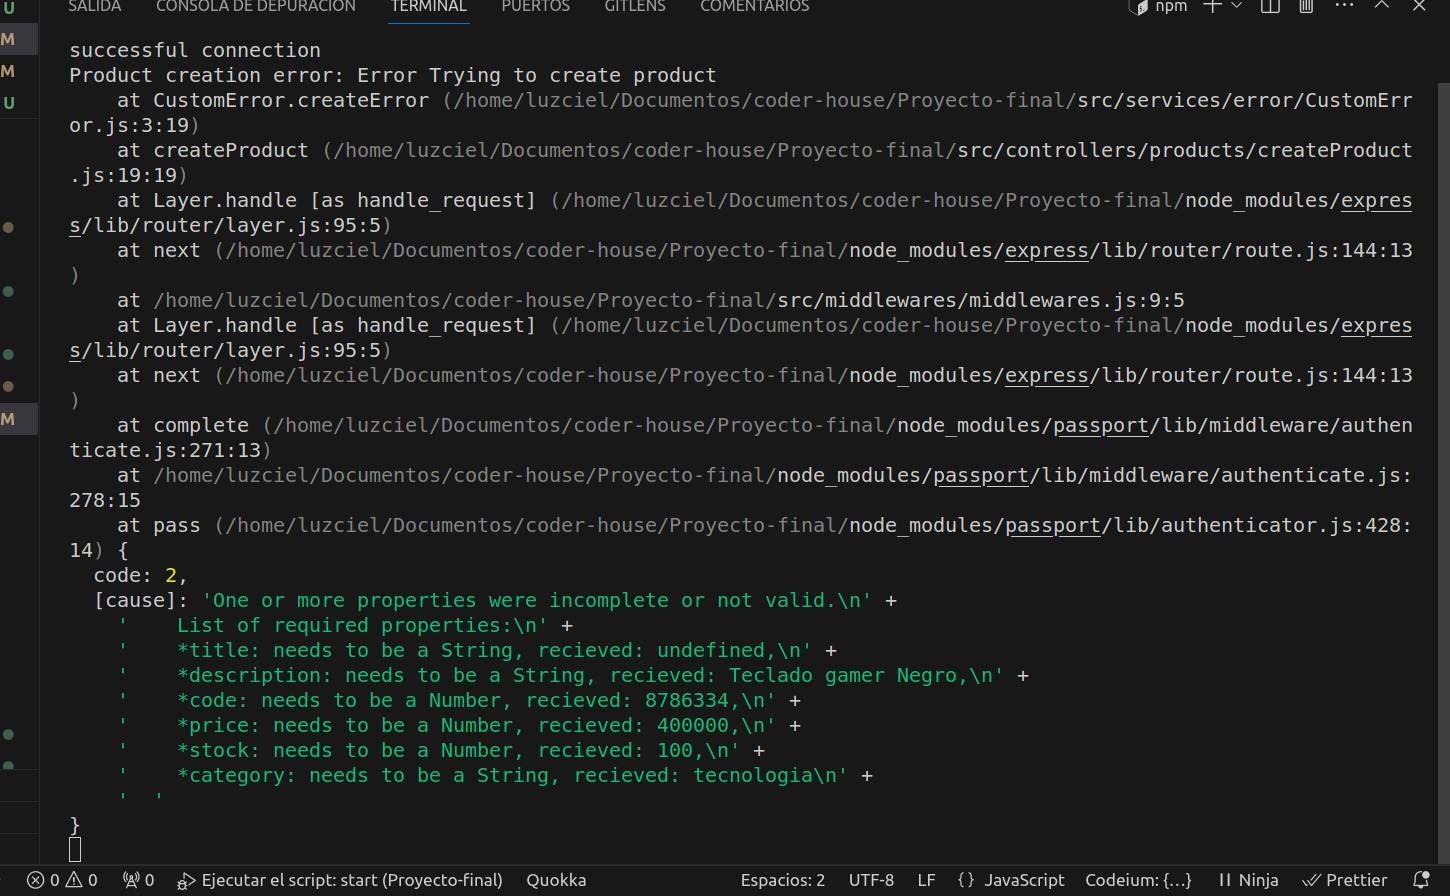 SALIDA CONSOLA DE DEPURACIÓN TERMINAL PUERTOS GITLENS COMENTARIOS npm
U
M
M
U
M
successful connection
Product creation error: Error Trying to create product
    at CustomError.createError (/home/luzciel/Documentos/coder-house/Proyecto-final/src/services/error/CustomErr
or.js:3:19)
    at createProduct (/home/luzciel/Documentos/coder-house/Proyecto-final/src/controllers/products/createProduct
.js:19:19)
    at Layer.handle [as handle_request] (/home/luzciel/Documentos/coder-house/Proyecto-final/node_modules/expres
s/lib/router/layer.js:95:5)
    at next (/home/luzciel/Documentos/coder-house/Proyecto-final/node_modules/express/lib/router/route.js:144:13
)
    at /home/luzciel/Documentos/coder-house/Proyecto-final/src/middlewares/middlewares.js:9:5
    at Layer.handle [as handle_request] (/home/luzciel/Documentos/coder-house/Proyecto-final/node_modules/expres
s/lib/router/layer.js:95:5)
    at next (/home/luzciel/Documentos/coder-house/Proyecto-final/node_modules/express/lib/router/route.js:144:13
)
    at complete (/home/luzciel/Documentos/coder-house/Proyecto-final/node_modules/passport/lib/middleware/authen
ticate.js:271:13)
    at /home/luzciel/Documentos/coder-house/Proyecto-final/node_modules/passport/lib/middleware/authenticate.js:
278:15
    at pass (/home/luzciel/Documentos/coder-house/Proyecto-final/node_modules/passport/lib/authenticator.js:428:
14) {
  code: 2,
  [cause]: 'One or more properties were incomplete or not valid.\n' +
    '    List of required properties:\n' +
    '    *title: needs to be a String, recieved: undefined,\n' +
    '    *description: needs to be a String, recieved: Teclado gamer Negro,\n' +
    '    *code: needs to be a Number, recieved: 8786334,\n' +
    '    *price: needs to be a Number, recieved: 400000,\n' +
    '    *stock: needs to be a Number, recieved: 100,\n' +
    '    *category: needs to be a String, recieved: tecnologia\n' +
    '  '
}
0 0 0 Ejecutar el script: start (Proyecto-final) Quokka Espacios: 2 UTF-8 LF {} JavaScript Codeium: {...} Ninja Prettier